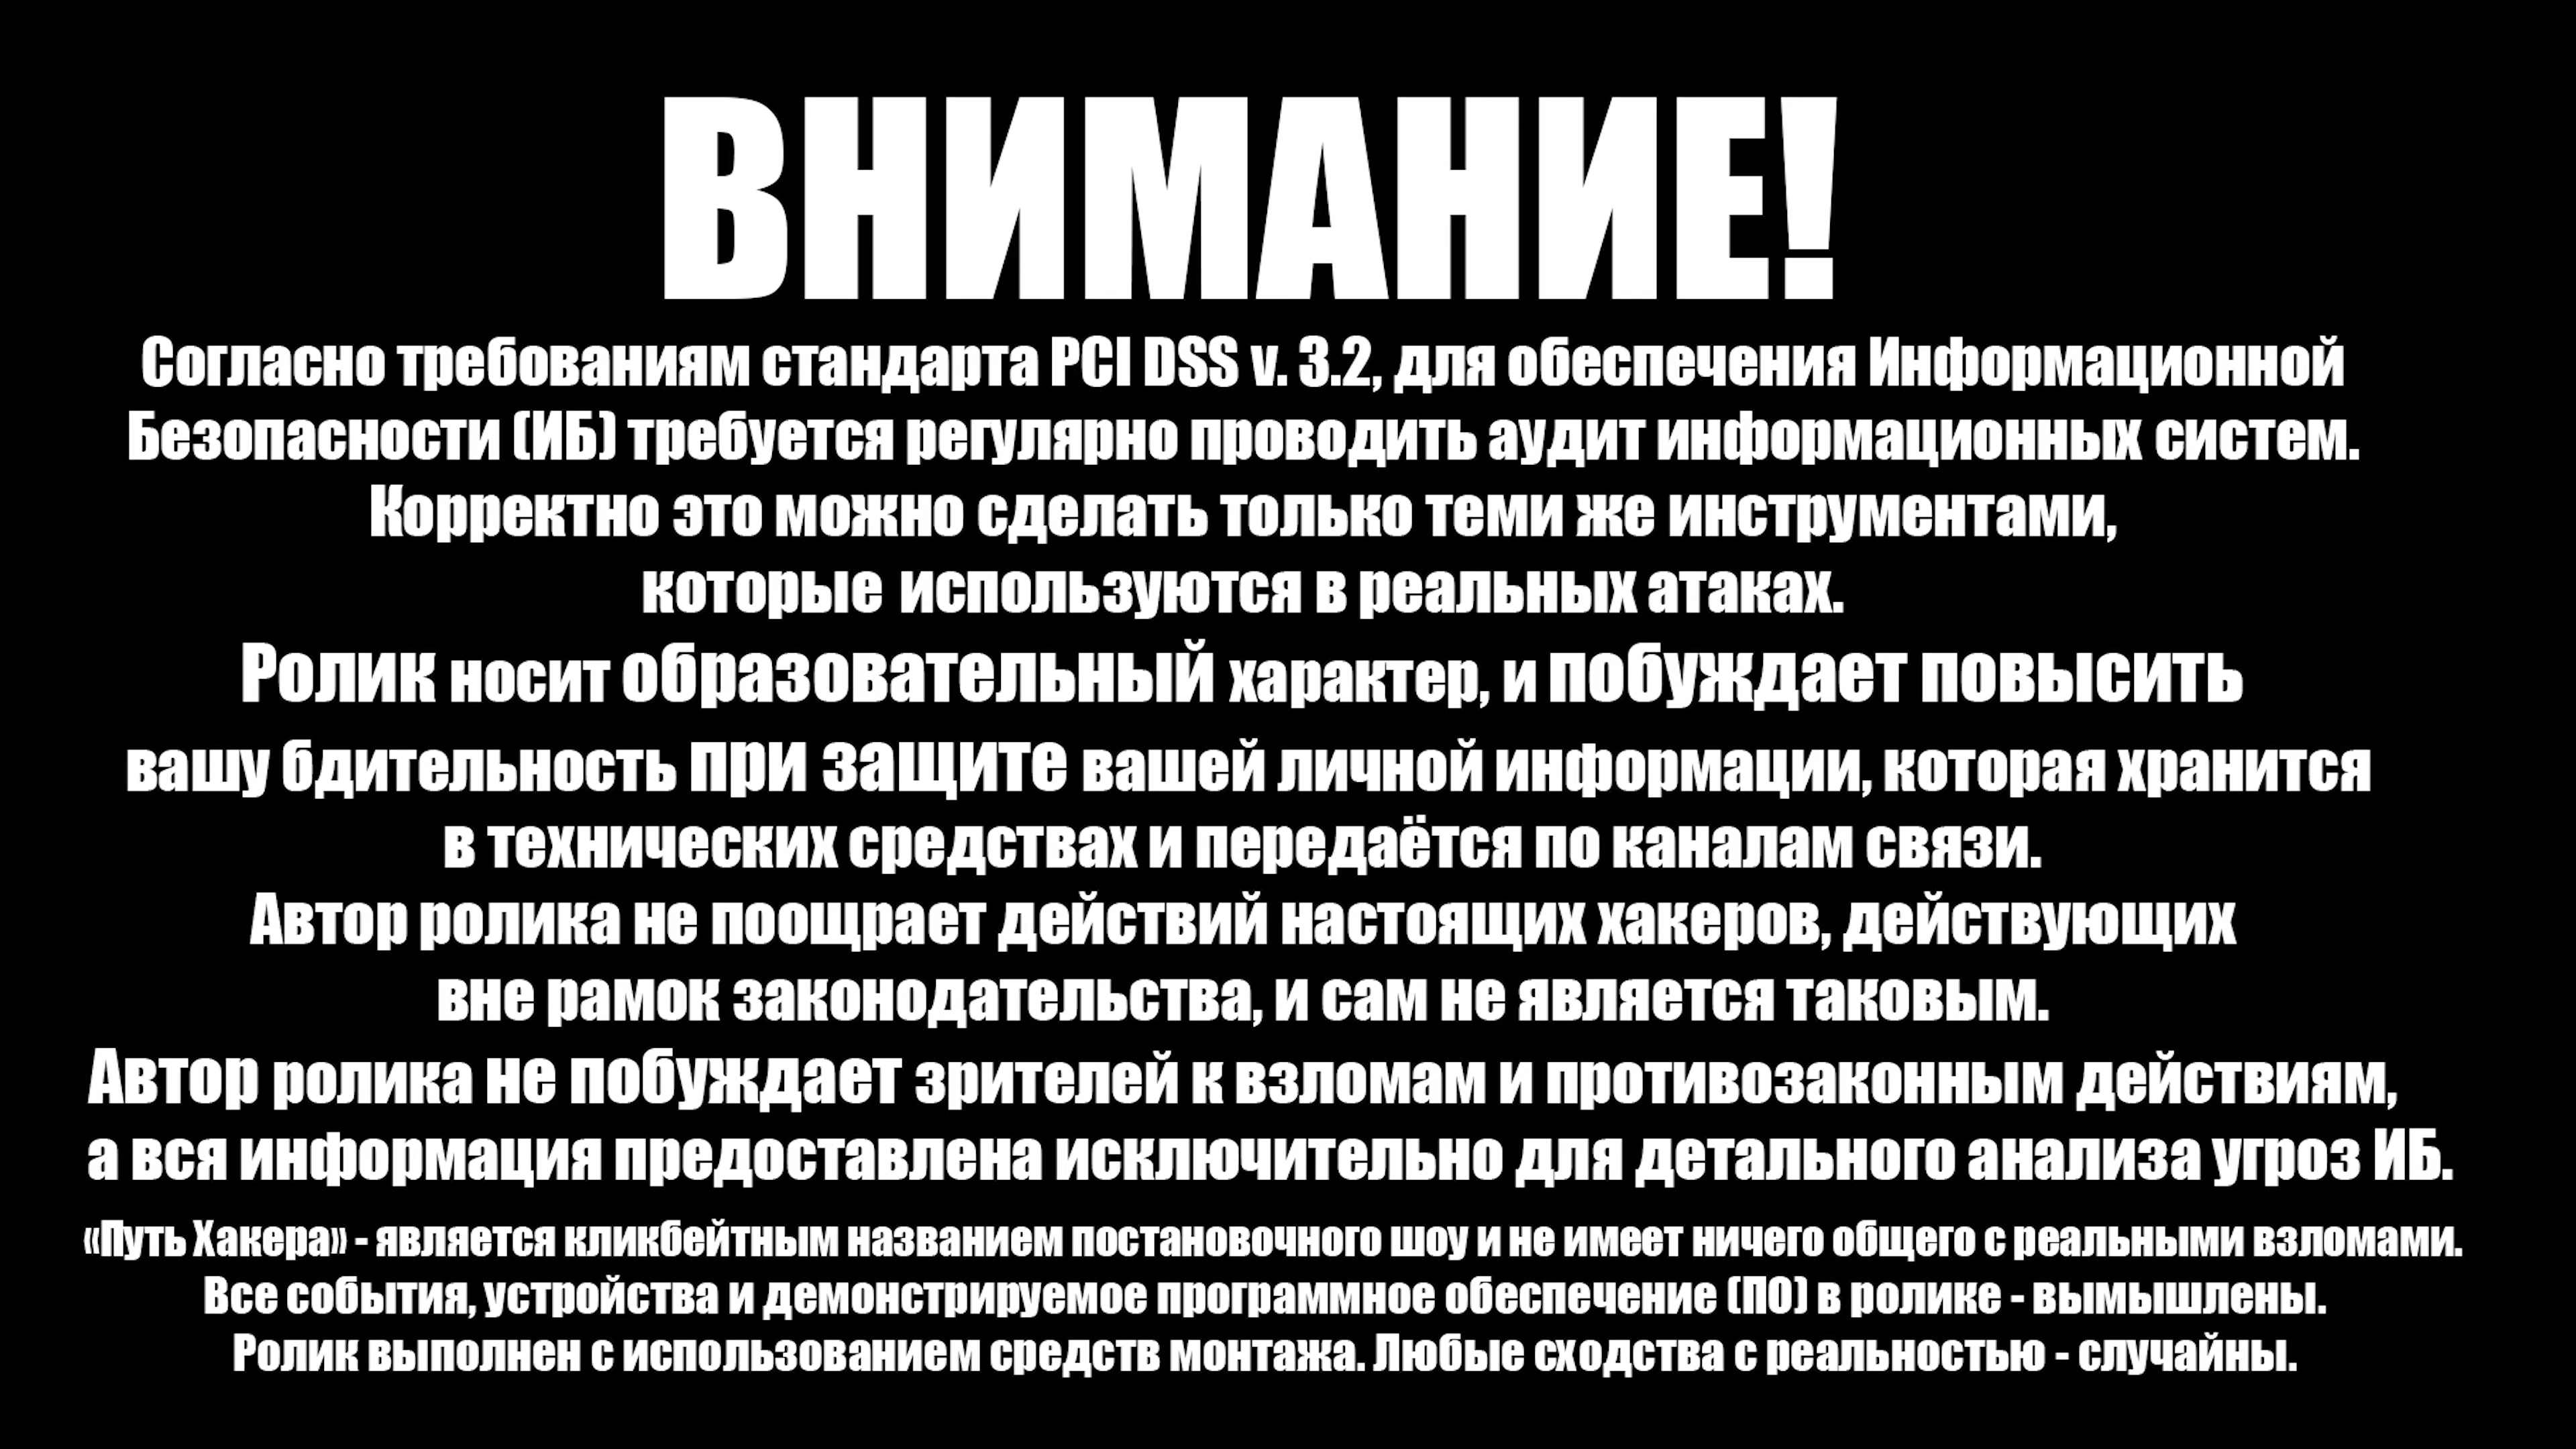 ВНИМАНИЕ!
Согласно требованиям стандарта PCI DSS v. 3.2, для обеспечения Информационной
Безопасности (ИБ) требуется регулярно проводить аудит информационных систем.
Корректно это можно сделать только теми же инструментами,
которые используются в реальных атаках.
Ролик носит образовательный характер, и побуждает повысить
вашу бдительность при защите вашей личной информации, которая хранится
в технических средствах и передаётся по каналам связи.
Автор ролика не поощрает действий настоящих хакеров, действующих
вне рамок законодательства, и сам не является таковым.
Автор ролика не побуждает зрителей к взломам и противозаконным действиям,
а вся информация предоставлена исключительно для детального анализа угроз ИБ.
«Путь Хакера» - является кликбейтным названием постановочного шоу и не имеет ничего общего с реальными взломами.
Все события, устройства и демонстрируемое программное обеспечение (ПО) в ролике - вымышлены.
Ролик выполнен с использованием средств монтажа. Любые сходства с реальностью - случайны.